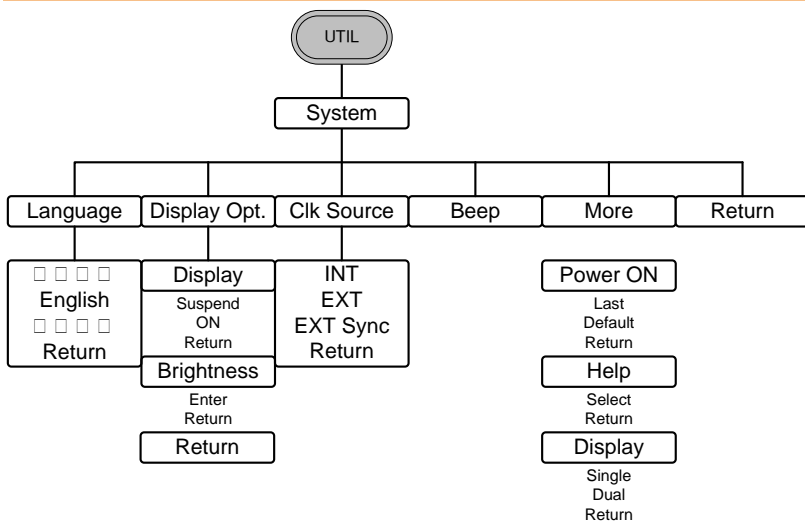 UTIL
System
Language
Display Opt.
Clk Source
Beep
More
Return
English
Return
Display
Suspend
ON
Return
Brightness
Enter
Return
Return
INT
EXT
EXT Sync
Return
Power ON
Last
Default
Return
Help
Select
Return
Display
Single
Dual
Return